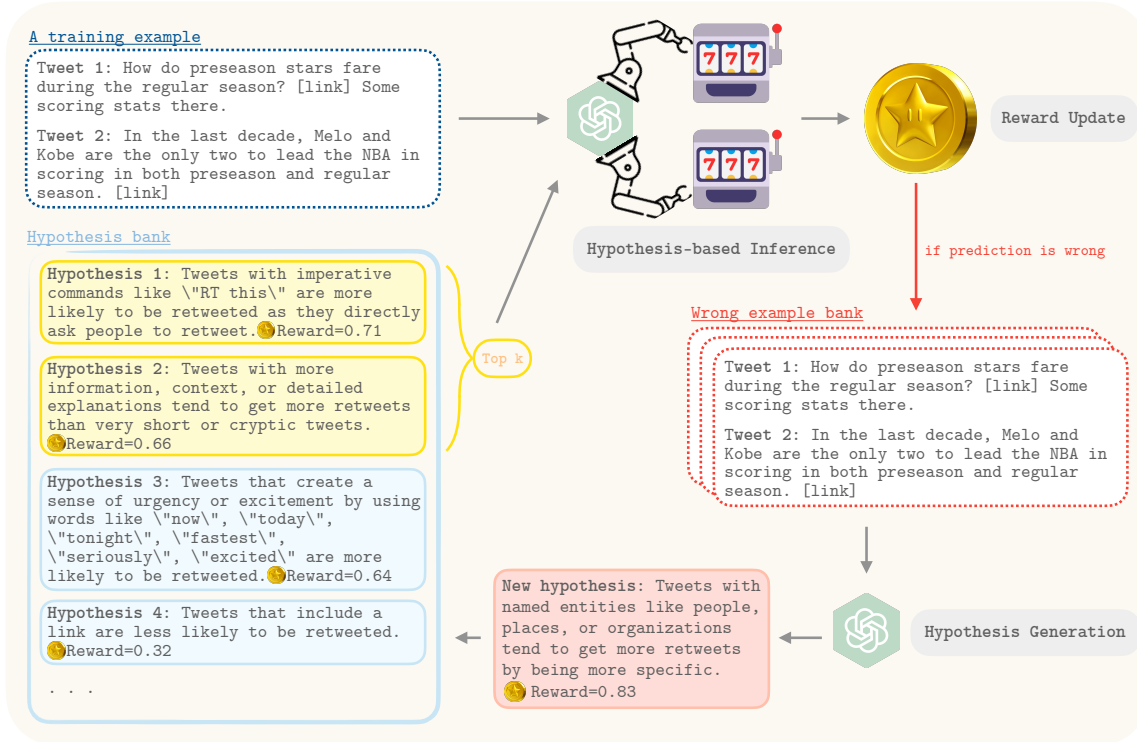 A training example
Tweet 1: How do preseason stars fare
during the regular season? [link] Some
scoring stats there.
Tweet 2: In the last decade, Melo and
Kobe are the only two to lead the NBA in
scoring in both preseason and regular
season. [link]
7 7 7
7 7 7
Reward Update
Hypothesis-based Inference
Hypothesis bank
Hypothesis 1: Tweets with imperative
commands like \"RT this\" are more
likely to be retweeted as they directly
ask people to retweet. Reward=0.71
Hypothesis 2: Tweets with more
information, context, or detailed
explanations tend to get more retweets
than very short or cryptic tweets.
Reward=0.66
Hypothesis 3: Tweets that create a
sense of urgency or excitement by using
words like \"now\", \"today\",
\"tonight\", \"fastest\",
\"seriously\", \"excited\" are more
likely to be retweeted. Reward=0.64
Hypothesis 4: Tweets that include a
link are less likely to be retweeted.
Reward=0.32
. . .
Top k
if prediction is wrong
Wrong example bank
Tweet 1: How do preseason stars fare
during the regular season? [link] Some
scoring stats there.
Tweet 2: In the last decade, Melo and
Kobe are the only two to lead the NBA in
scoring in both preseason and regular
season. [link]
Hypothesis Generation
New hypothesis: Tweets with
named entities like people,
places, or organizations
tend to get more retweets
by being more specific.
Reward=0.83